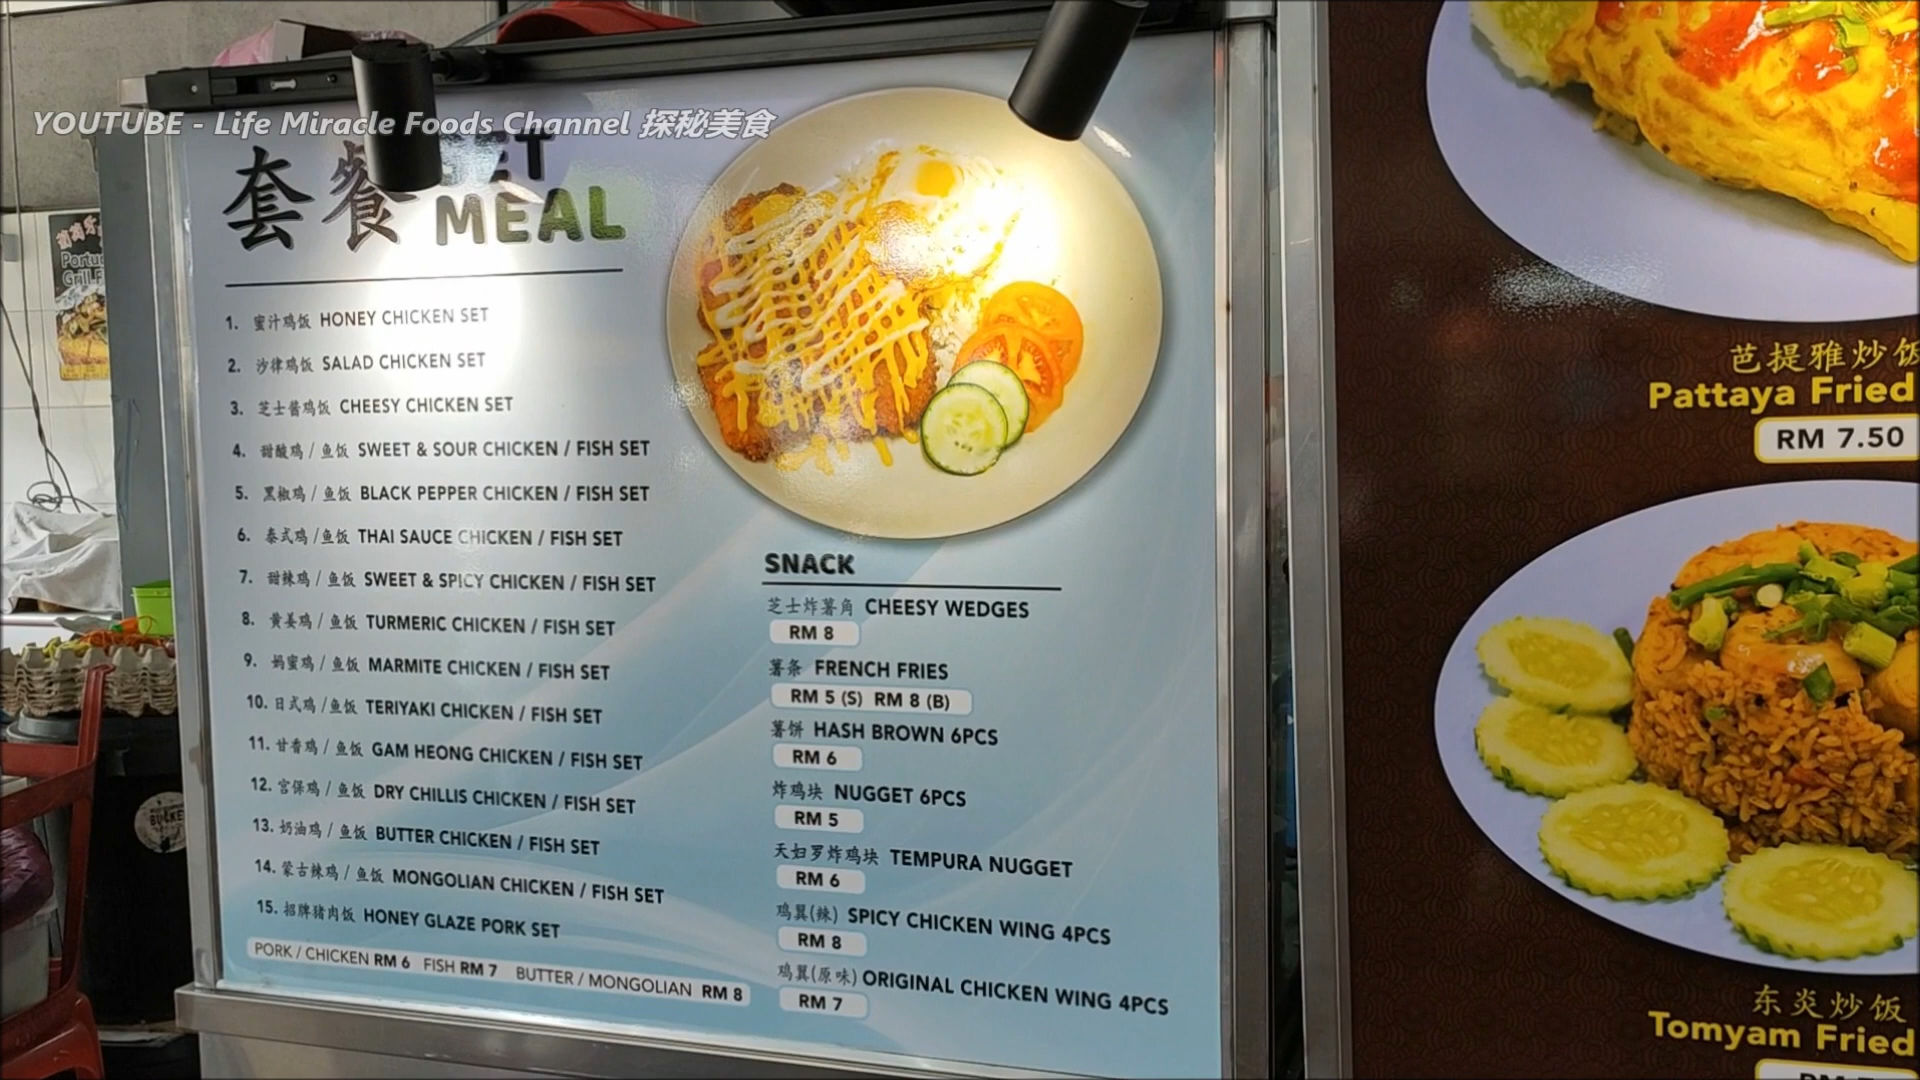 YOUTUBE - Life Miracle Foods Channel 探秘美食
套餐 SET
MEAL
1. 蜜汁鸡饭 HONEY CHICKEN SET
2. 沙律鸡饭 SALAD CHICKEN SET
3. 芝士酱鸡饭 CHEESY CHICKEN SET
4. 甜酸鸡 / 鱼饭 SWEET & SOUR CHICKEN / FISH SET
5. 黑椒鸡 / 鱼饭 BLACK PEPPER CHICKEN / FISH SET
6. 泰式鸡 / 鱼饭 THAI SAUCE CHICKEN / FISH SET
7. 甜辣鸡 / 鱼饭 SWEET & SPICY CHICKEN / FISH SET
8. 黄姜鸡 / 鱼饭 TURMERIC CHICKEN / FISH SET
9. 妈蜜鸡 / 鱼饭 MARMITE CHICKEN / FISH SET
10. 日式鸡 / 鱼饭 TERIYAKI CHICKEN / FISH SET
11. 甘香鸡 / 鱼饭 GAM HEONG CHICKEN / FISH SET
12. 宫保鸡 / 鱼饭 DRY CHILLIS CHICKEN / FISH SET
13. 奶油鸡 / 鱼饭 BUTTER CHICKEN / FISH SET
14. 蒙古辣鸡 / 鱼饭 MONGOLIAN CHICKEN / FISH SET
15. 招牌猪肉饭 HONEY GLAZE PORK SET
PORK / CHICKEN RM 6 FISH RM 7 BUTTER / MONGOLIAN RM 8
SNACK
芝士炸薯角 CHEESY WEDGES
RM 8
薯条 FRENCH FRIES
RM 5 (S) RM 8 (B)
薯饼 HASH BROWN 6PCS
RM 6
炸鸡块 NUGGET 6PCS
RM 5
天妇罗炸鸡块 TEMPURA NUGGET
RM 6
鸡翼(辣) SPICY CHICKEN WING 4PCS
RM 8
鸡翼(原味) ORIGINAL CHICKEN WING 4PCS
RM 7
芭提雅炒饭
Pattaya Fried
RM 7.50
东炎炒饭
Tomyam Fried